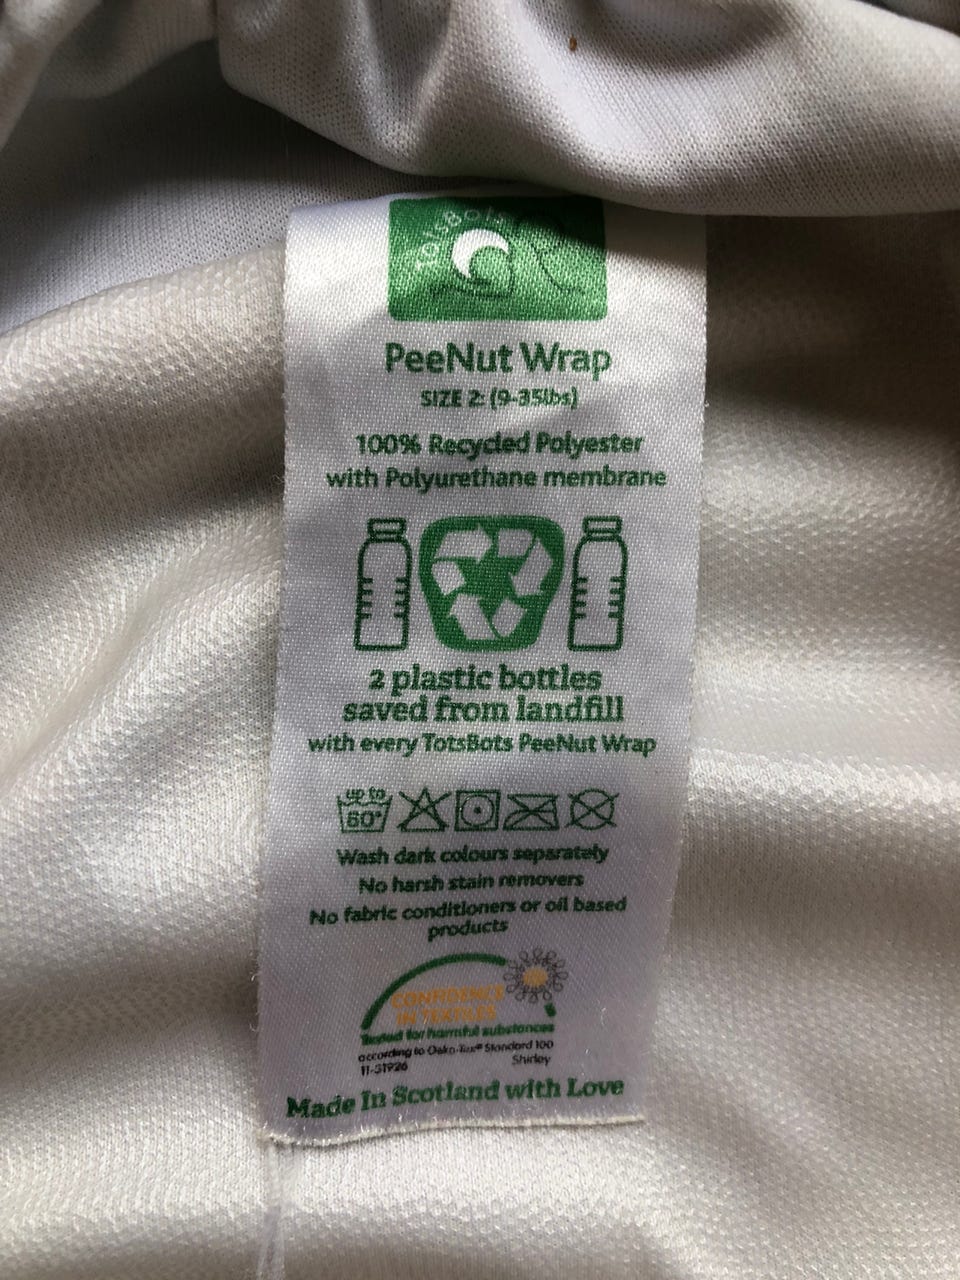 TotsBots
PeeNut Wrap
SIZE 2: (9-35lbs)
100% Recycled Polyester
with Polyurethane membrane
2 plastic bottles
saved from landfill
with every TotsBots PeeNut Wrap
up to
60°
Wash dark colours separately
No harsh stain removers
No fabric conditioners or oil based
products
CONFIDENCE
IN TEXTILES
Tested for harmful substances
according to Oeko-Tex® Standard 100
11-31926 Shirley
Made In Scotland with Love